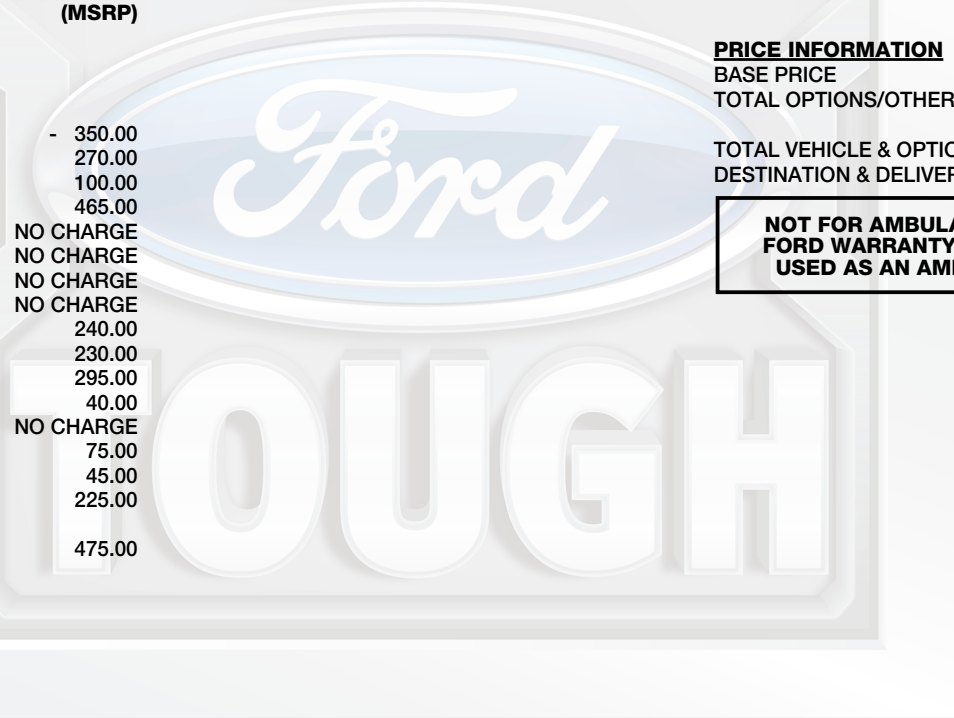 (MSRP)
- 350.00
270.00
100.00
465.00
NO CHARGE
NO CHARGE
NO CHARGE
NO CHARGE
240.00
230.00
295.00
40.00
NO CHARGE
75.00
45.00
225.00
475.00
PRICE INFORMATION
BASE PRICE
TOTAL OPTIONS/OTHER
TOTAL VEHICLE & OPTIO
DESTINATION & DELIVER
NOT FOR AMBULA
FORD WARRANTY
USED AS AN AM
Ford
TOUGH